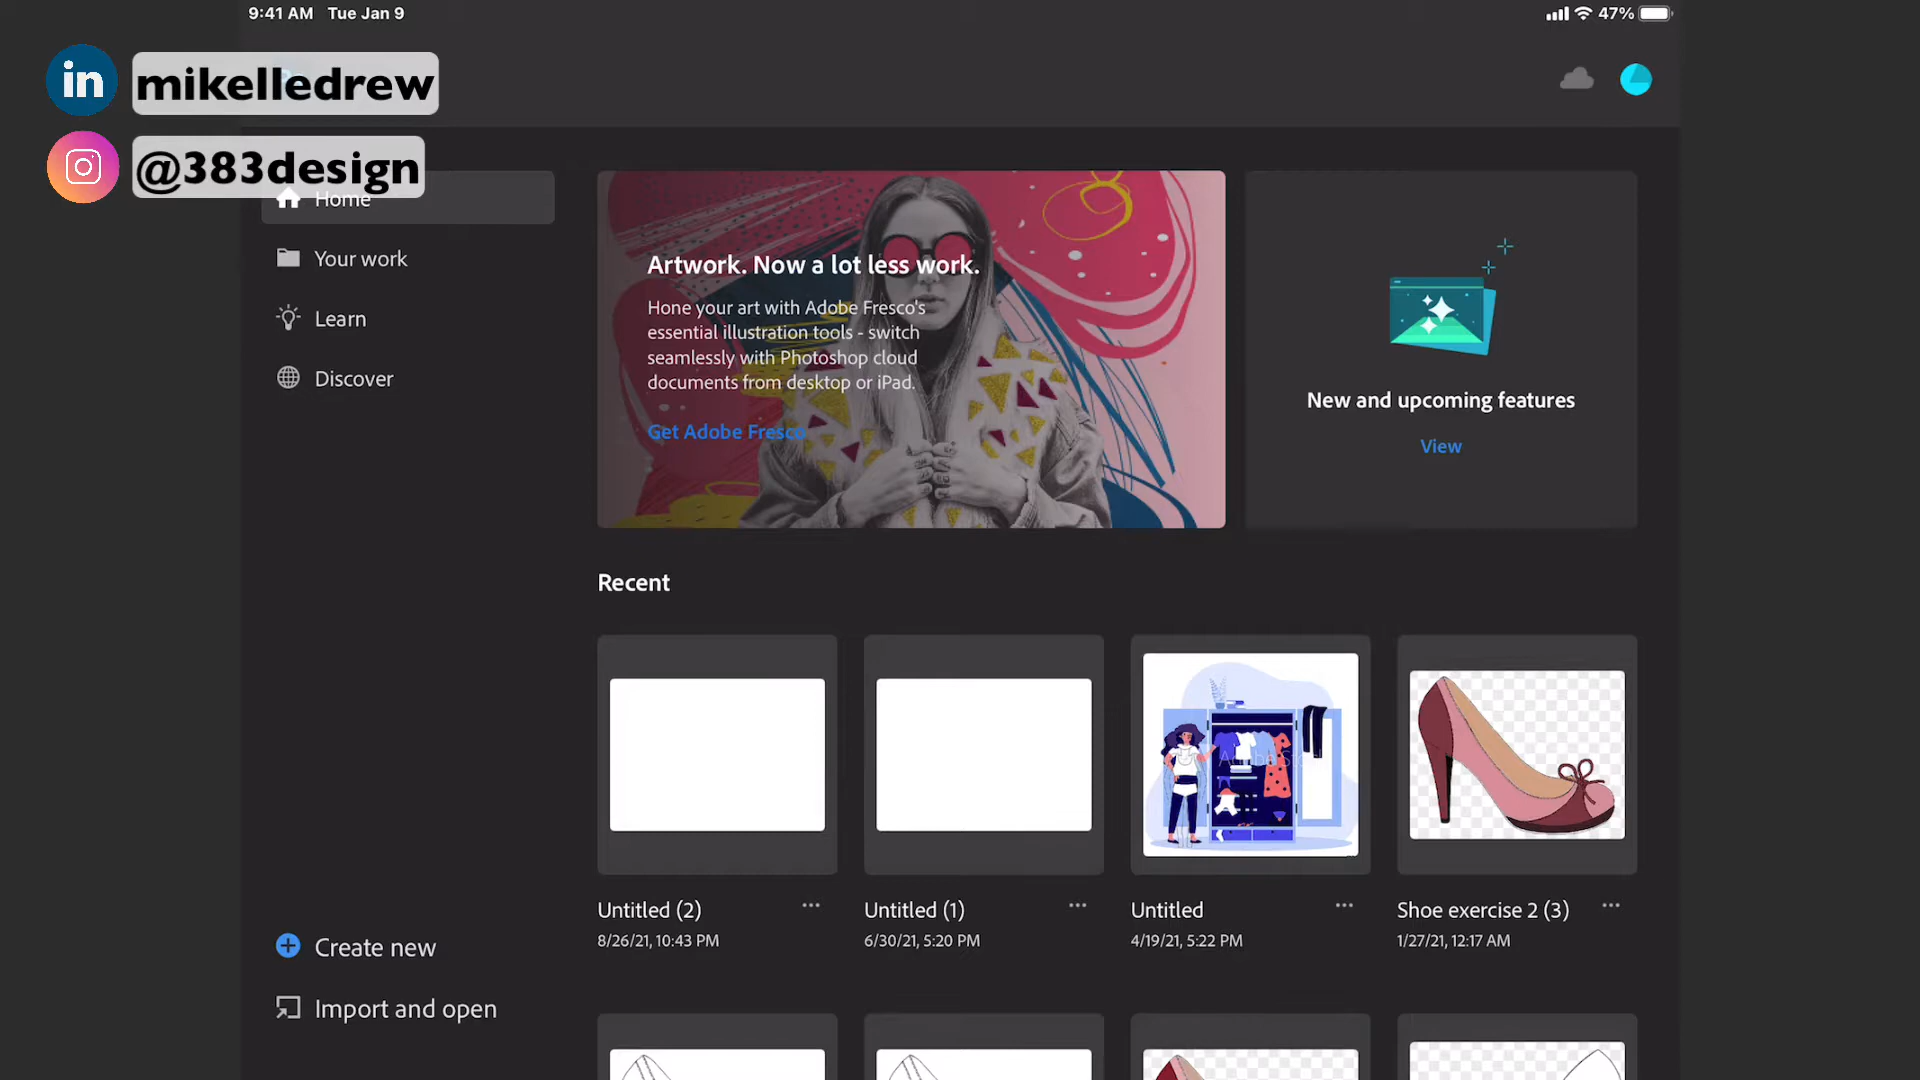 9:41 AM Tue Jan 9
47%
in mikelledrew
@383design
Home
Your work
Learn
Discover
Artwork. Now a lot less work.
Hone your art with Adobe Fresco's
essential illustration tools - switch
seamlessly with Photoshop cloud
documents from desktop or iPad.
Get Adobe Fresco
New and upcoming features
View
Recent
Untitled (2)
8/26/21, 10:43 PM
Untitled (1)
6/30/21, 5:20 PM
Untitled
4/19/21, 5:22 PM
Shoe exercise 2 (3)
1/27/21, 12:17 AM
Create new
Import and open